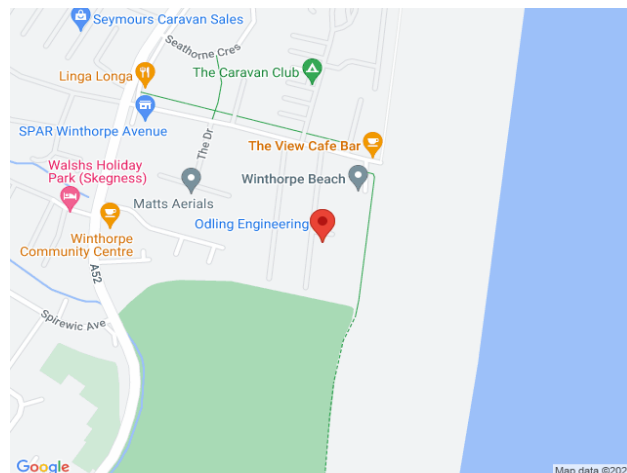 Seymours Caravan Sales
Seathorne Cres
Linga Longa
The Caravan Club
SPAR Winthorpe Avenue
The Dr
The View Cafe Bar
Walshs Holiday
Park (Skegness)
Winthorpe Beach
Matts Aerials
Odling Engineering
Winthorpe
Community Centre
A52
Spirewic Ave
Google
Map data ©202